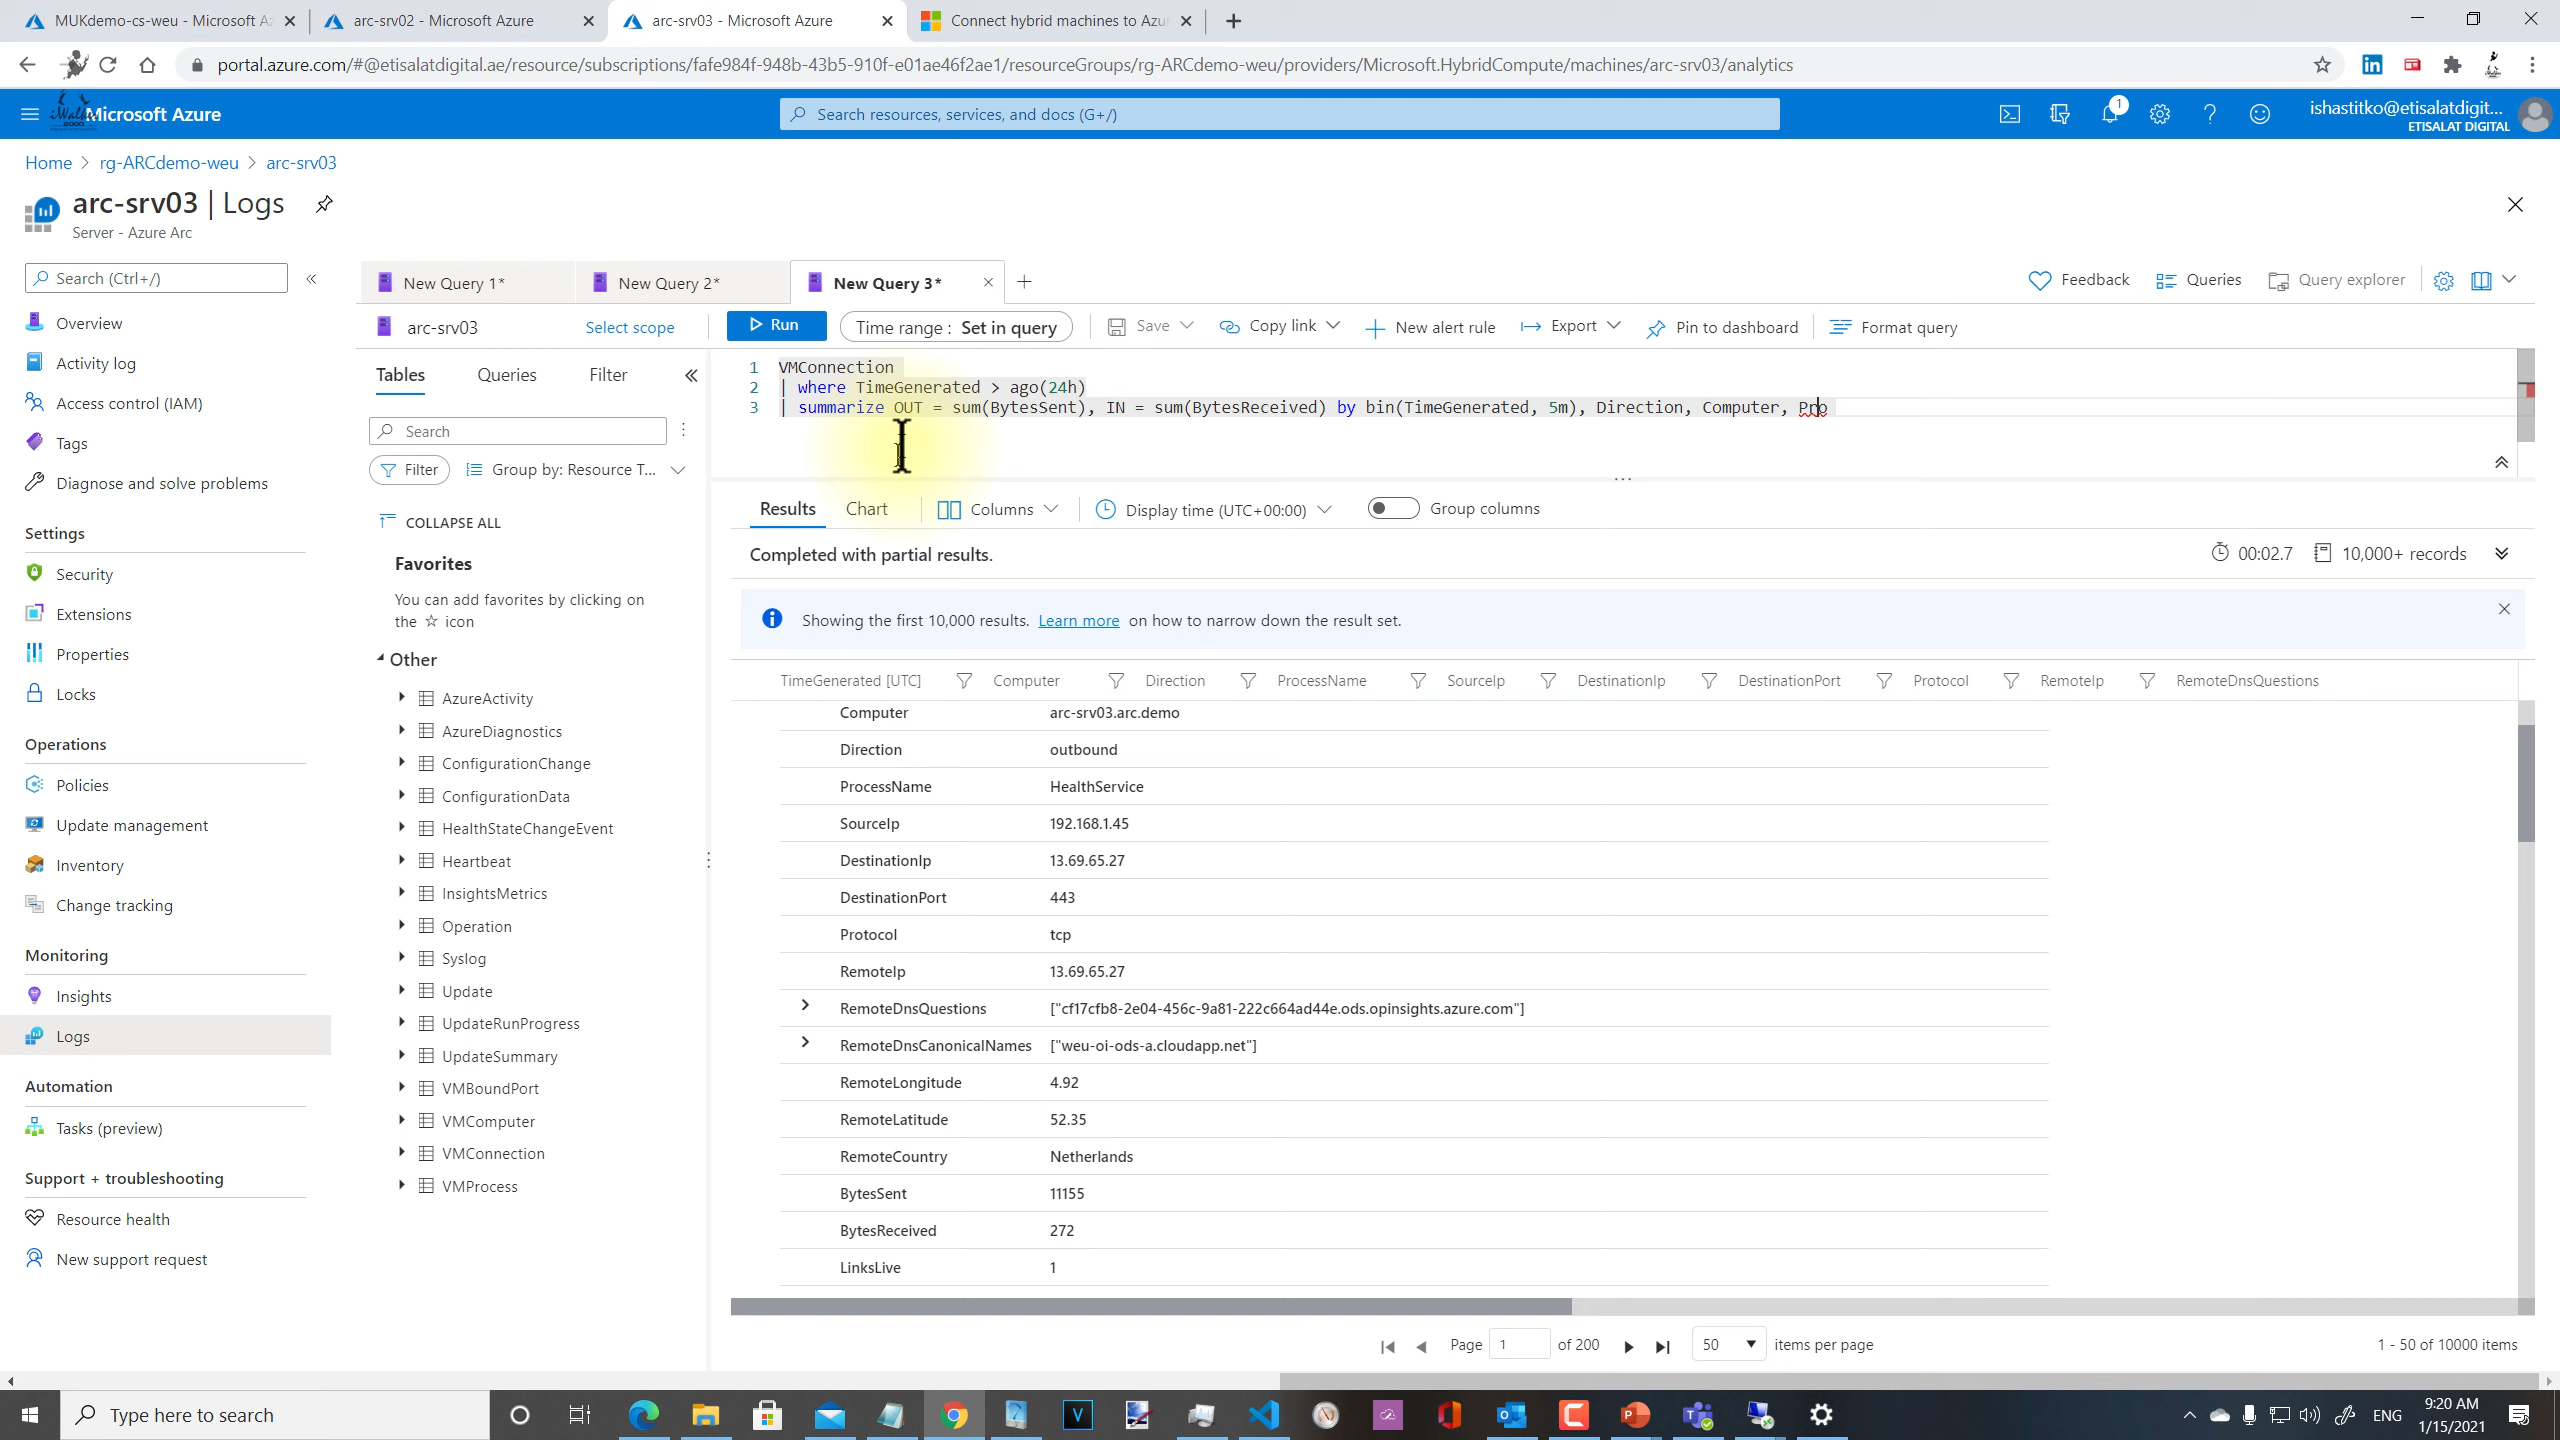 MUKdemo-cs-weu - Microsoft Az
arc-srv02 - Microsoft Azure
arc-srv03 - Microsoft Azure
Connect hybrid machines to Azur
portal.azure.com/#@etisalatdigital.ae/resource/subscriptions/fafe984f-948b-43b5-910f-e01ae46f2ae1/resourceGroups/rg-ARCdemo-weu/providers/Microsoft.HybridCompute/machines/arc-srv03/analytics
Microsoft Azure
Search resources, services, and docs (G+/)
1
ishastitko@etisalatdigit...
ETISALAT DIGITAL
Home > rg-ARCdemo-weu > arc-srv03
arc-srv03 | Logs
Server - Azure Arc
Search (Ctrl+/)
«
Overview
Activity log
Access control (IAM)
Tags
Diagnose and solve problems
Settings
Security
Extensions
Properties
Locks
Operations
Policies
Update management
Inventory
Change tracking
Monitoring
Insights
Logs
Automation
Tasks (preview)
Support + troubleshooting
Resource health
New support request
New Query 1*
New Query 2*
New Query 3*
Feedback
Queries
Query explorer
arc-srv03
Select scope
Run
Time range : Set in query
Save
Copy link
New alert rule
Export
Pin to dashboard
Format query
Tables
Queries
Filter
«
Search
Filter
Group by: Resource T...
COLLAPSE ALL
Favorites
You can add favorites by clicking on
the ☆ icon
Other
AzureActivity
AzureDiagnostics
ConfigurationChange
ConfigurationData
HealthStateChangeEvent
Heartbeat
InsightsMetrics
Operation
Syslog
Update
UpdateRunProgress
UpdateSummary
VMBoundPort
VMComputer
VMConnection
VMProcess
1 VMConnection
2 | where TimeGenerated > ago(24h)
3 | summarize OUT = sum(BytesSent), IN = sum(BytesReceived) by bin(TimeGenerated, 5m), Direction, Computer, Pro
Results
Chart
Columns
Display time (UTC+00:00)
Group columns
Completed with partial results.
00:02.7
10,000+ records
Showing the first 10,000 results. Learn more on how to narrow down the result set.
TimeGenerated [UTC] Computer Direction ProcessName SourceIp DestinationIp DestinationPort Protocol RemoteIp RemoteDnsQuestions
Computer arc-srv03.arc.demo
Direction outbound
ProcessName HealthService
SourceIp 192.168.1.45
DestinationIp 13.69.65.27
DestinationPort 443
Protocol tcp
RemoteIp 13.69.65.27
RemoteDnsQuestions ["cf17cfb8-2e04-456c-9a81-222c664ad44e.ods.opinsights.azure.com"]
RemoteDnsCanonicalNames ["weu-oi-ods-a.cloudapp.net"]
RemoteLongitude 4.92
RemoteLatitude 52.35
RemoteCountry Netherlands
BytesSent 11155
BytesReceived 272
LinksLive 1
Page 1 of 200
50 items per page
1 - 50 of 10000 items
Type here to search
ENG
9:20 AM
1/15/2021